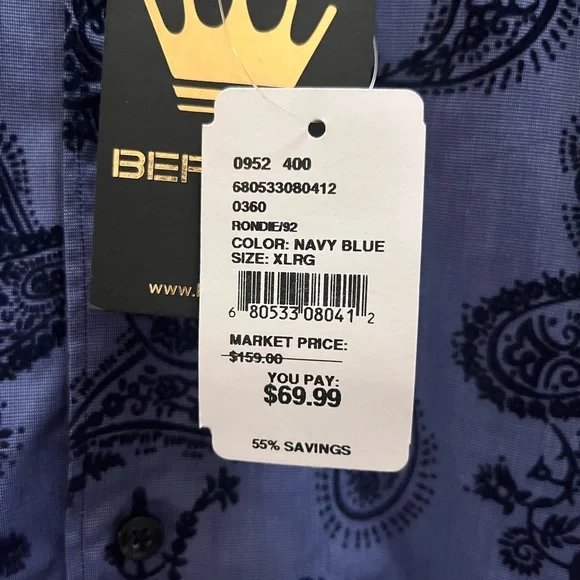 0952 400
680533080412
0360
RONDIE/92
COLOR: NAVY BLUE
SIZE: XLRG
6 80533 08041 2
MARKET PRICE:
$159.00
YOU PAY:
$69.99
55% SAVINGS
www.